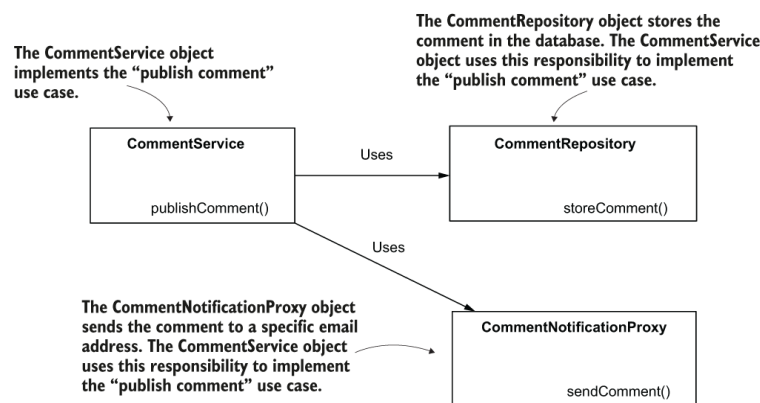 The CommentRepository object stores the
comment in the database. The CommentService
object uses this responsibility to implement
the “publish comment” use case.
The CommentService object
implements the “publish comment”
use case.
CommentService
publishComment()
Uses
CommentRepository
storeComment()
Uses
The CommentNotificationProxy object
sends the comment to a specific email
address. The CommentService object
uses this responsibility to implement
the “publish comment” use case.
CommentNotificationProxy
sendComment()